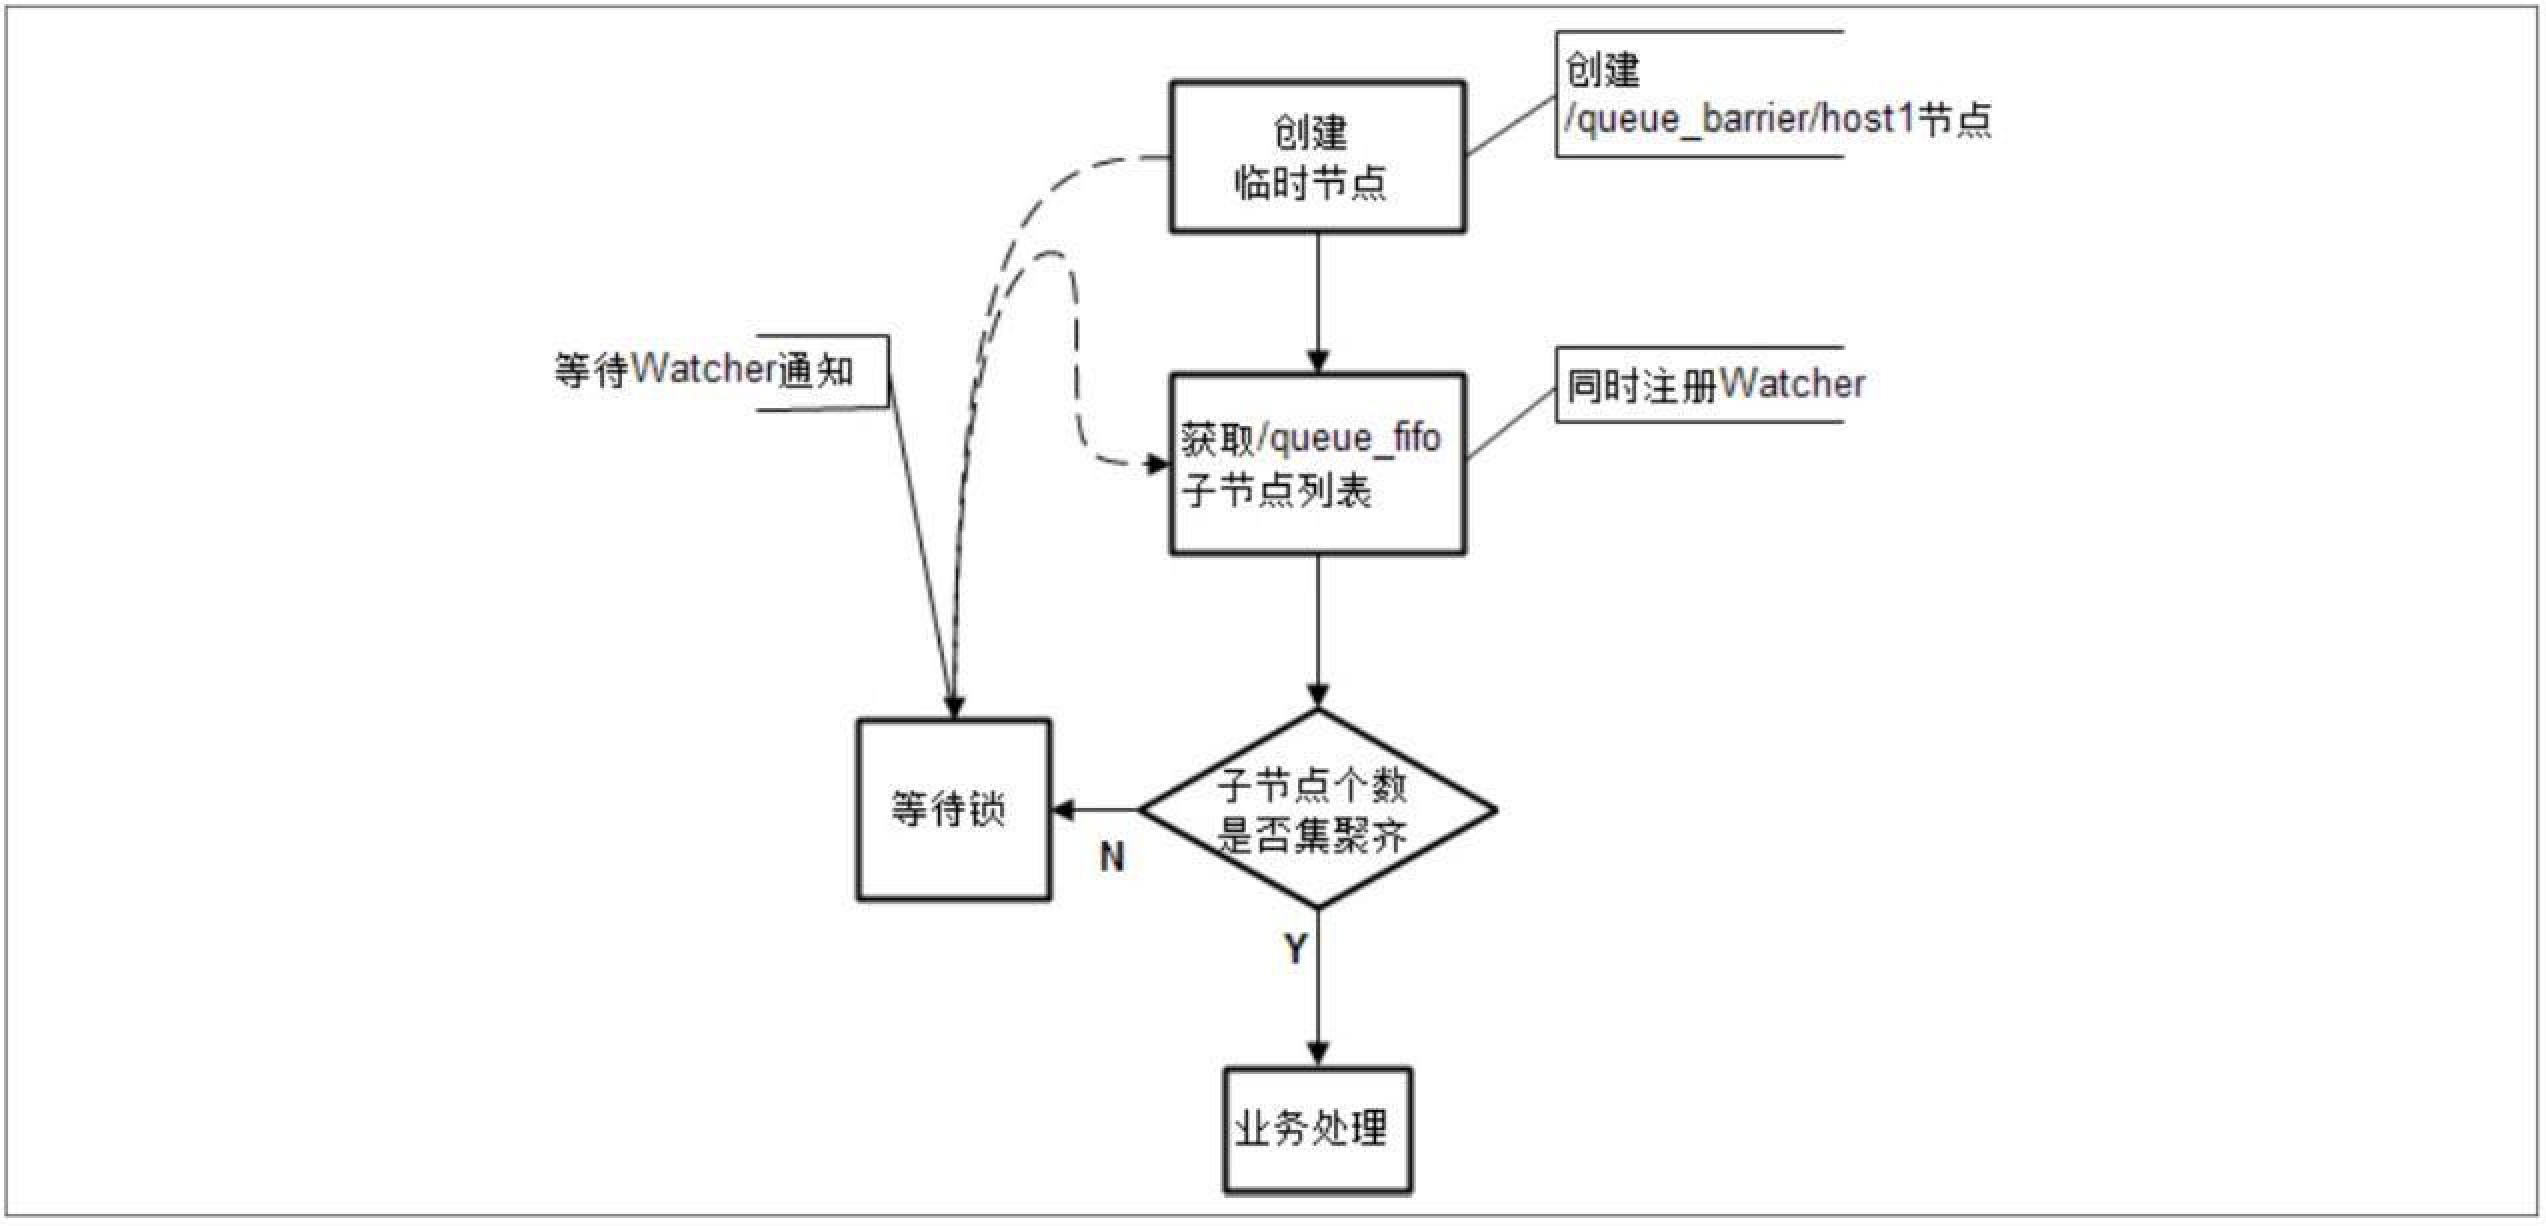 创建
/queue_barrier/host1节点
创建
临时节点
等待Watcher通知
同时注册Watcher
获取/queue_fifo
子节点列表
子节点个数
是否集聚齐
等待锁
N
Y
业务处理